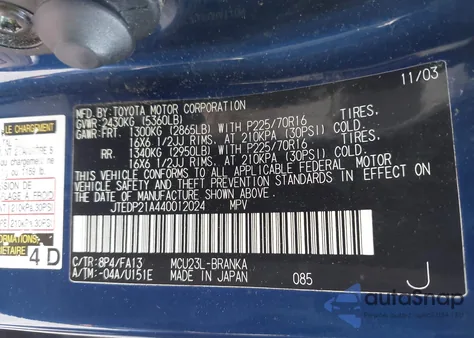 11/03
MFD. BY: TOYOTA MOTOR CORPORATION
GVWR: 2430KG (5360LB)
GAWR: FRT. 1300KG (2865LB) WITH P225/70R16 TIRES,
16X6 1/2JJ RIMS, AT 210KPA (30PSI) COLD.
RR. 1340KG (2950LB) WITH P225/70R16 TIRES,
16X6 1/2JJ RIMS, AT 210KPA (30PSI) COLD.
THIS VEHICLE CONFORMS TO ALL APPLICABLE FEDERAL MOTOR
VEHICLE SAFETY AND THEFT PREVENTION STANDARDS IN EFFECT ON
THE DATE OF MANUFACTURE SHOWN ABOVE.
JTEDP21A440012024 MPV
C/TR: 8P4/FA13 MCU23L-BRANKA
A/TM: -04A/U151E MADE IN JAPAN 085 J
LE CHARGEMENT
4 D
autoSnap